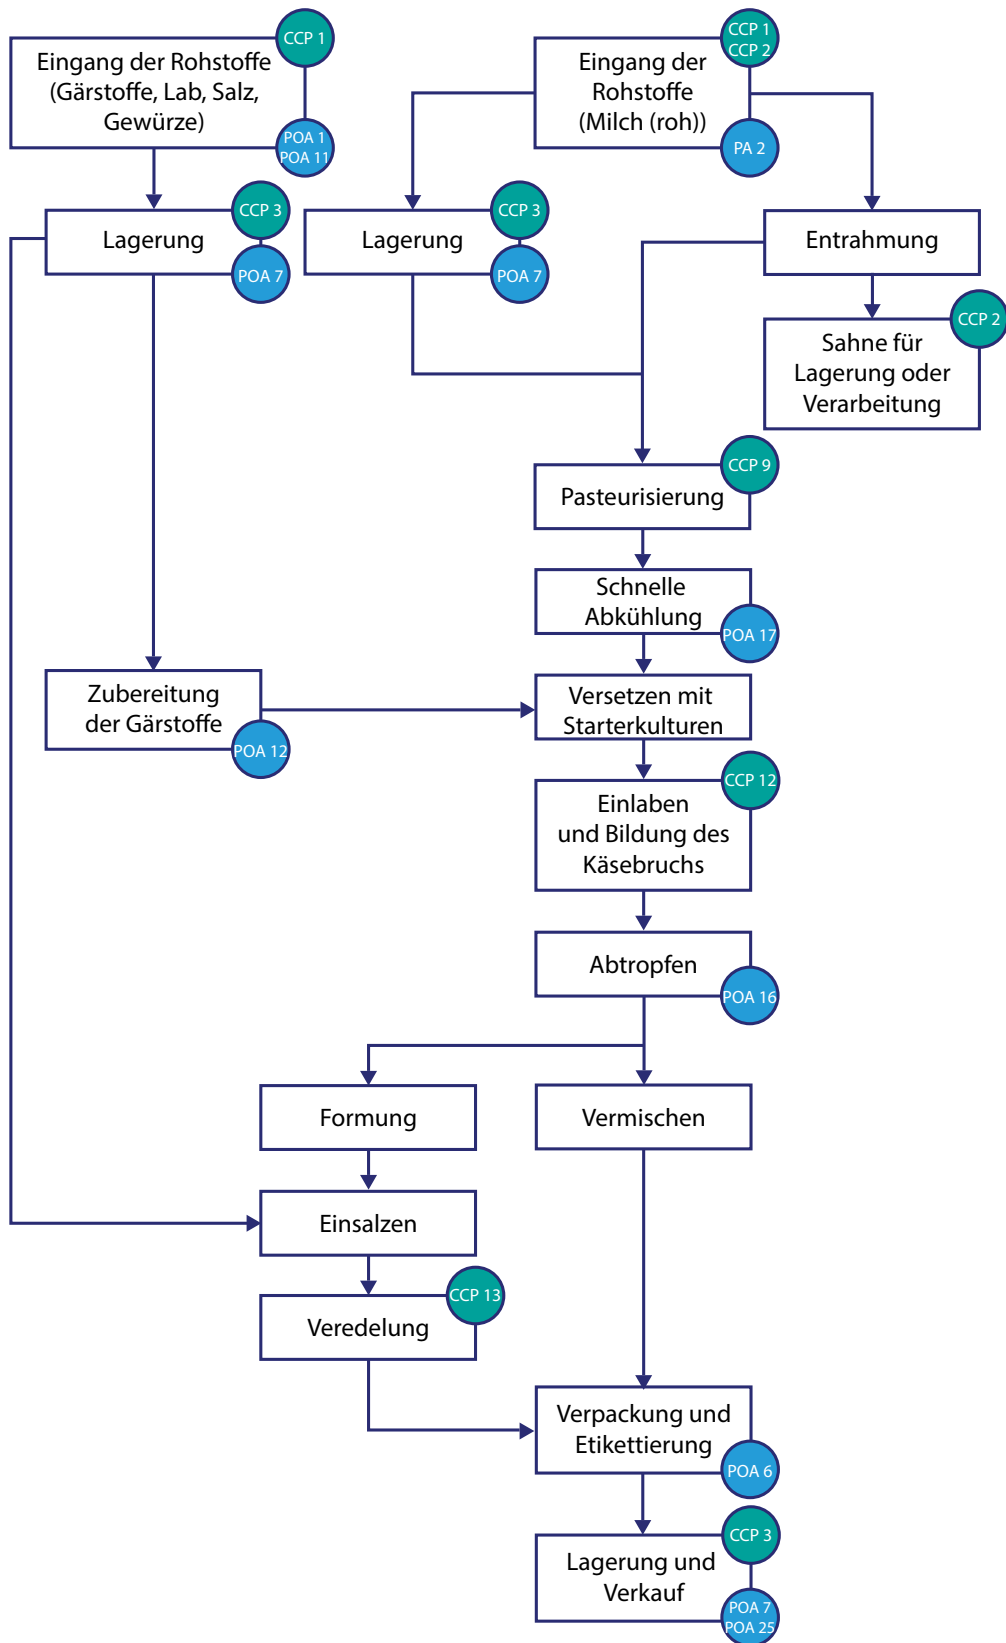 CCP 1
Eingang der Rohstoffe
(Gärstoffe, Lab, Salz,
Gewürze)
POA 1
POA 11
CCP 1
CCP 2
Eingang der
Rohstoffe
(Milch (roh))
PA 2
CCP 3
Lagerung
POA 7
CCP 3
Lagerung
POA 7
Entrahmung
CCP 2
Sahne für
Lagerung oder
Verarbeitung
CCP 9
Pasteurisierung
Schnelle
Abkühlung
POA 17
Zubereitung
der Gärstoffe
POA 12
Versetzen mit
Starterkulturen
CCP 12
Einlaben
und Bildung des
Käsebruchs
Abtropfen
POA 16
Formung
Vermischen
Einsalzen
CCP 13
Veredelung
Verpackung und
Etikettierung
POA 6
CCP 3
Lagerung und
Verkauf
POA 7
POA 25